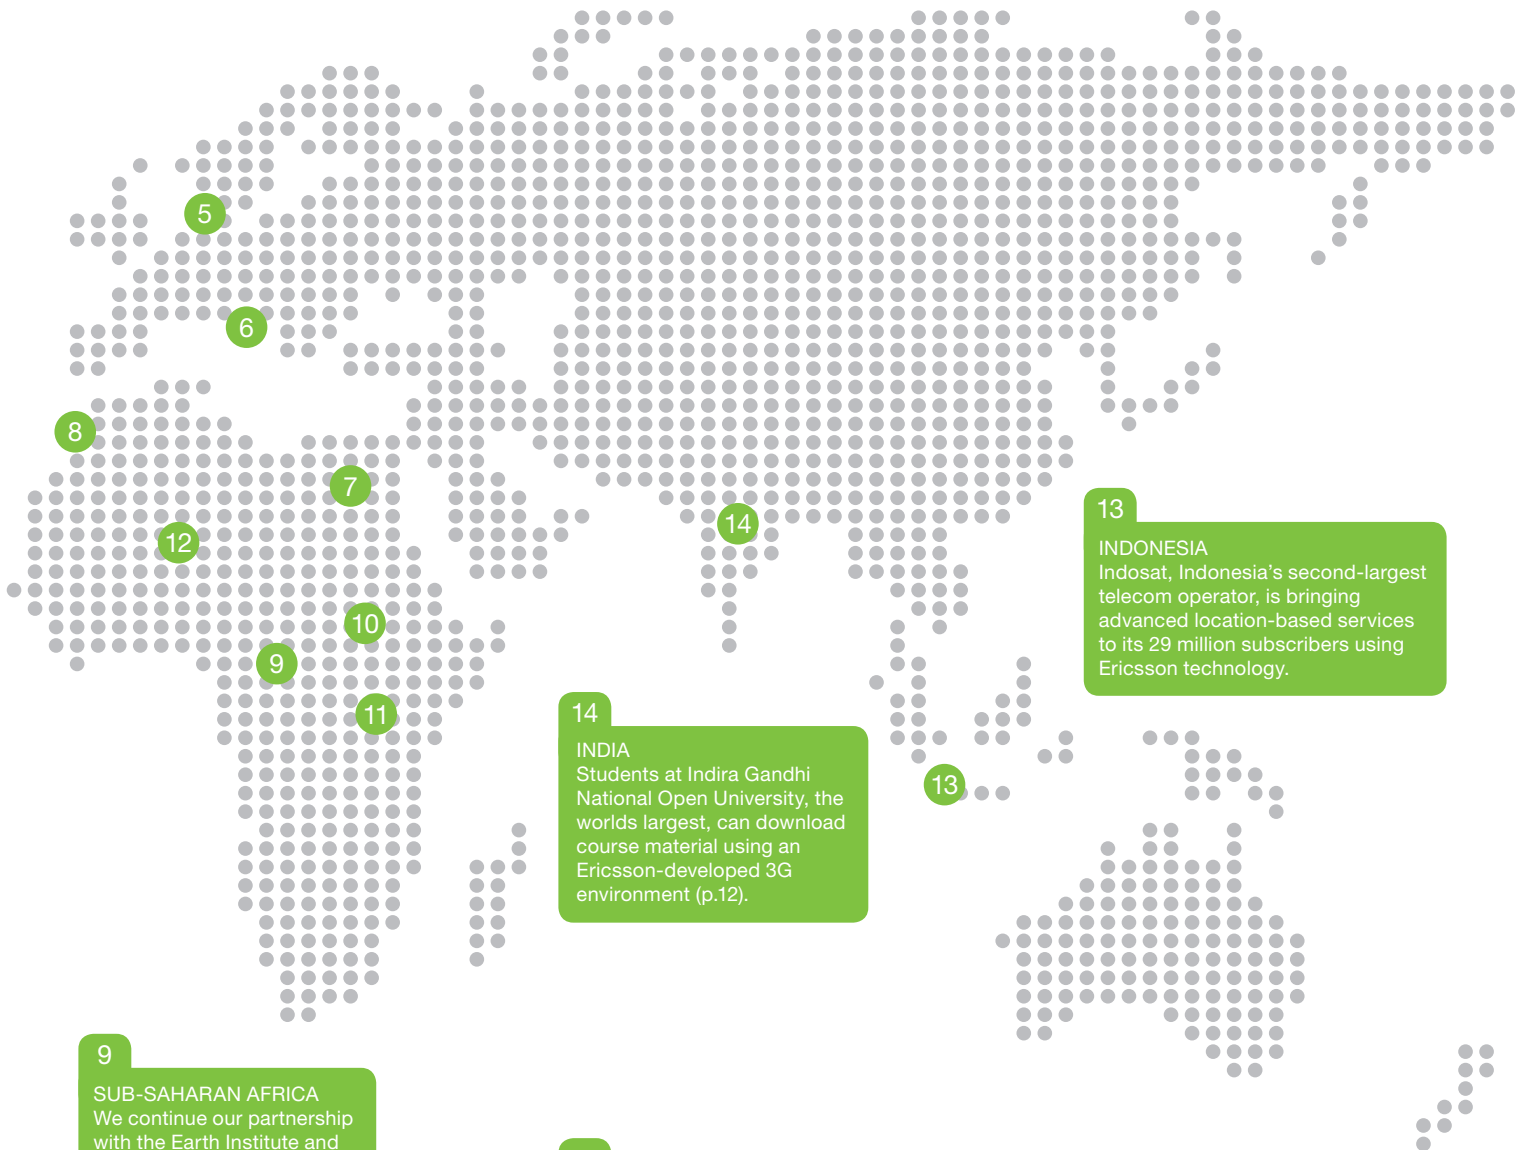 5
6
8
7
12
14
10
9
11
13
13
INDONESIA
Indosat, Indonesia’s second-largest
telecom operator, is bringing
advanced location-based services
to its 29 million subscribers using
Ericsson technology.
14
INDIA
Students at Indira Gandhi
National Open University, the
worlds largest, can download
course material using an
Ericsson-developed 3G
environment (p.12).
9
SUB-SAHARAN AFRICA
We continue our partnership
with the Earth Institute and